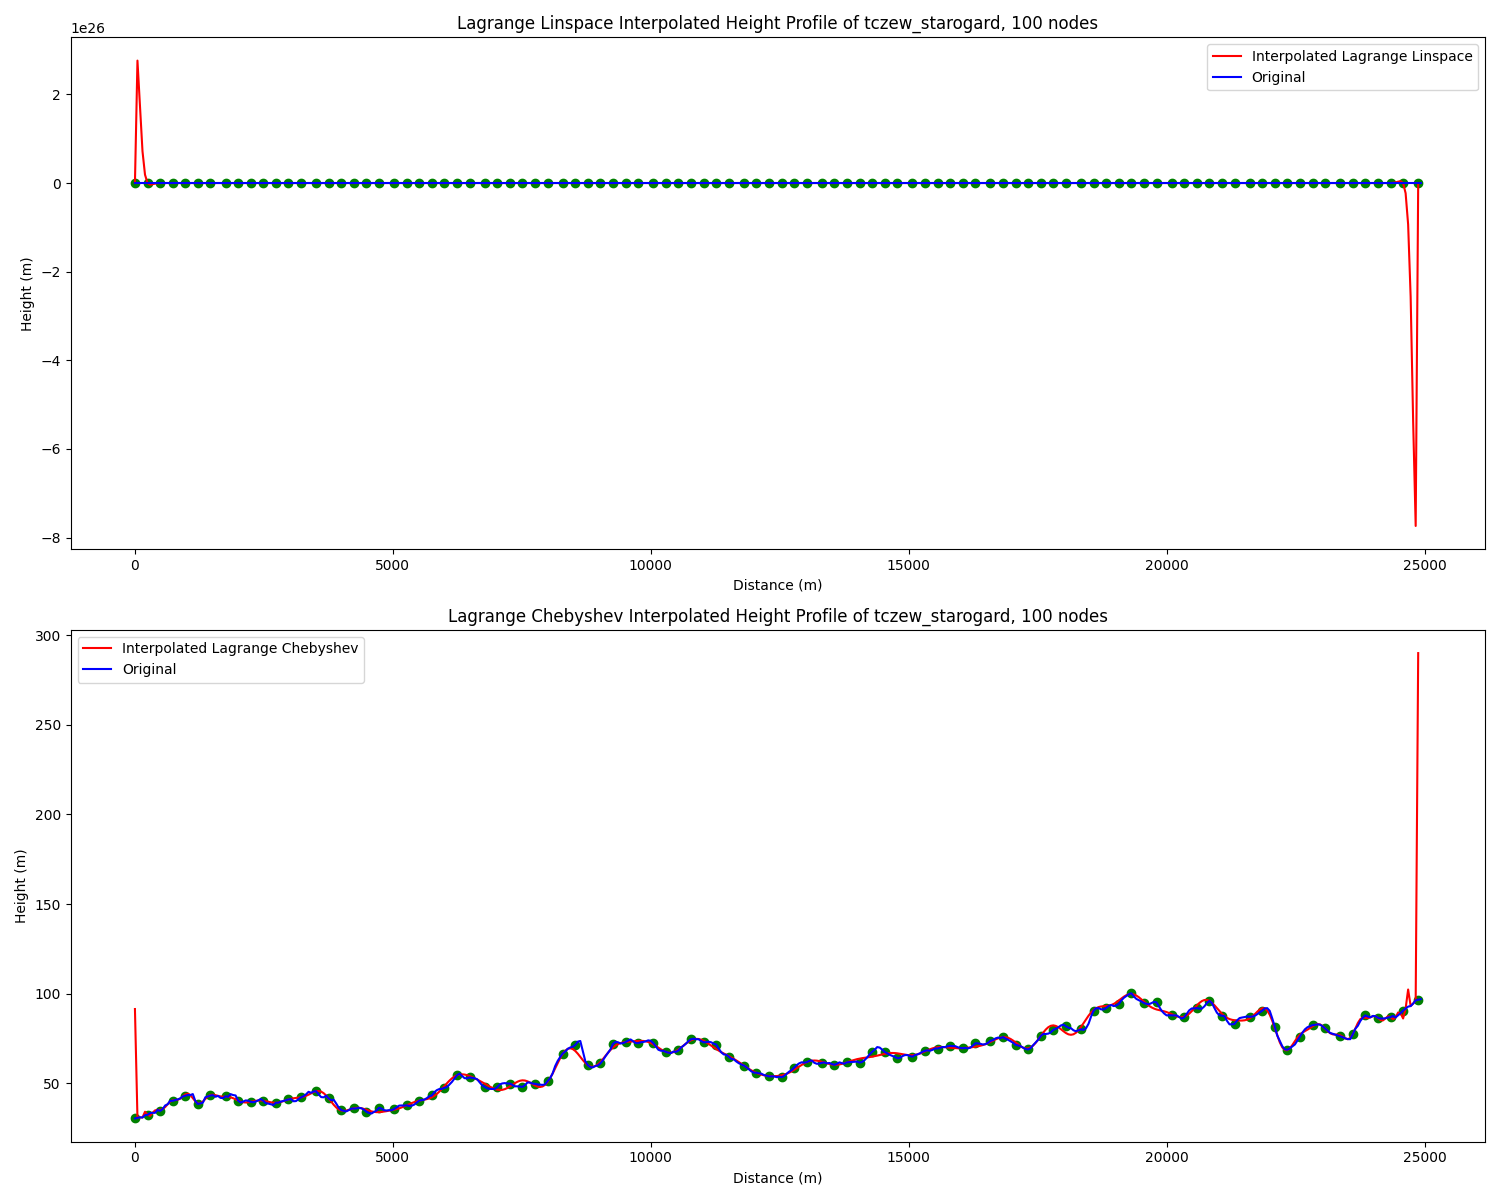 Lagrange Linspace Interpolated Height Profile of tczew_starogard, 100 nodes
1e26
Interpolated Lagrange Linspace
Original
2
0
−2
−4
−6
−8
Height (m)
0
5000
10000
15000
20000
25000
Distance (m)
Lagrange Chebyshev Interpolated Height Profile of tczew_starogard, 100 nodes
Interpolated Lagrange Chebyshev
Original
300
250
200
150
100
50
Height (m)
0
5000
10000
15000
20000
25000
Distance (m)